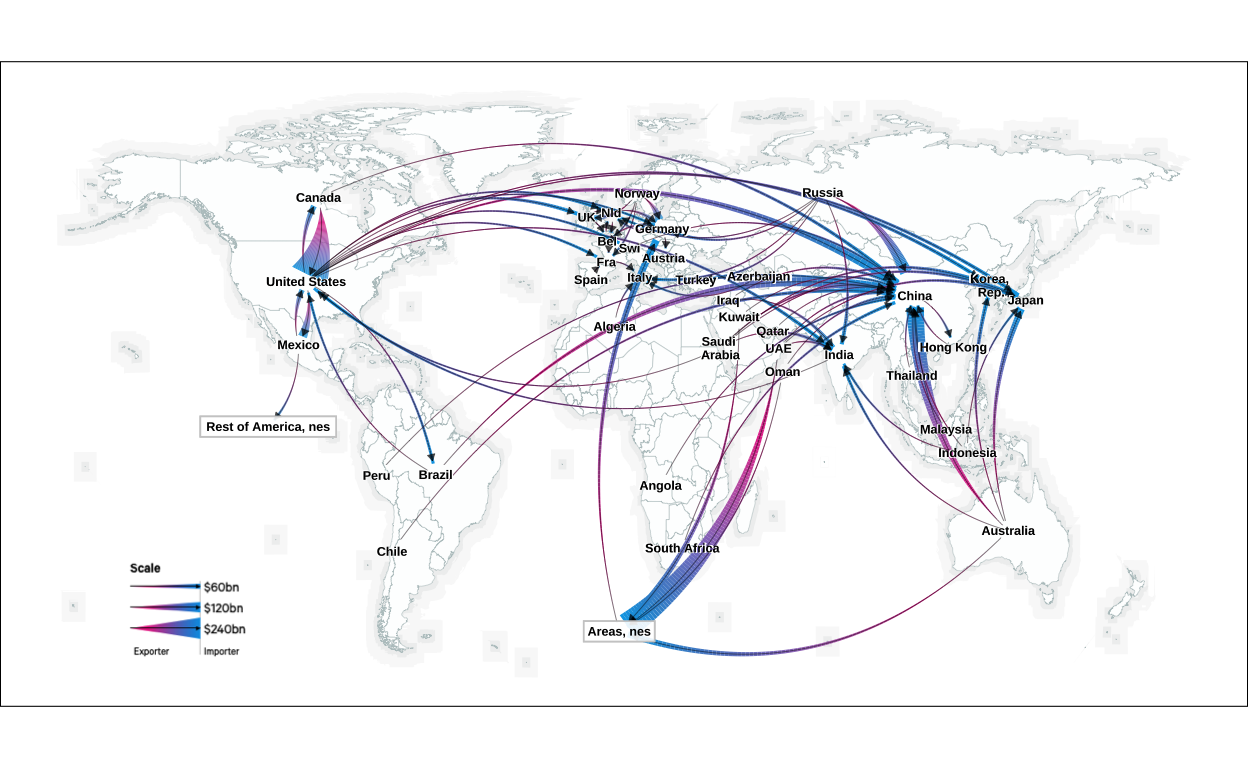 Canada
Norway
Russia
UK
Nld
Germany
Bel
Swi
Austria
Fra
United States
Spain
Italy
Turkey
Azerbaijan
Korea,
Rep.
China
Japan
Iraq
Kuwait
Algeria
Qatar
Mexico
Saudi
Arabia
UAE
India
Hong Kong
Oman
Thailand
Rest of America, nes
Malaysia
Indonesia
Peru
Brazil
Angola
Australia
Chile
South Africa
Scale
$60bn
$120bn
$240bn
Areas, nes
Exporter
Importer